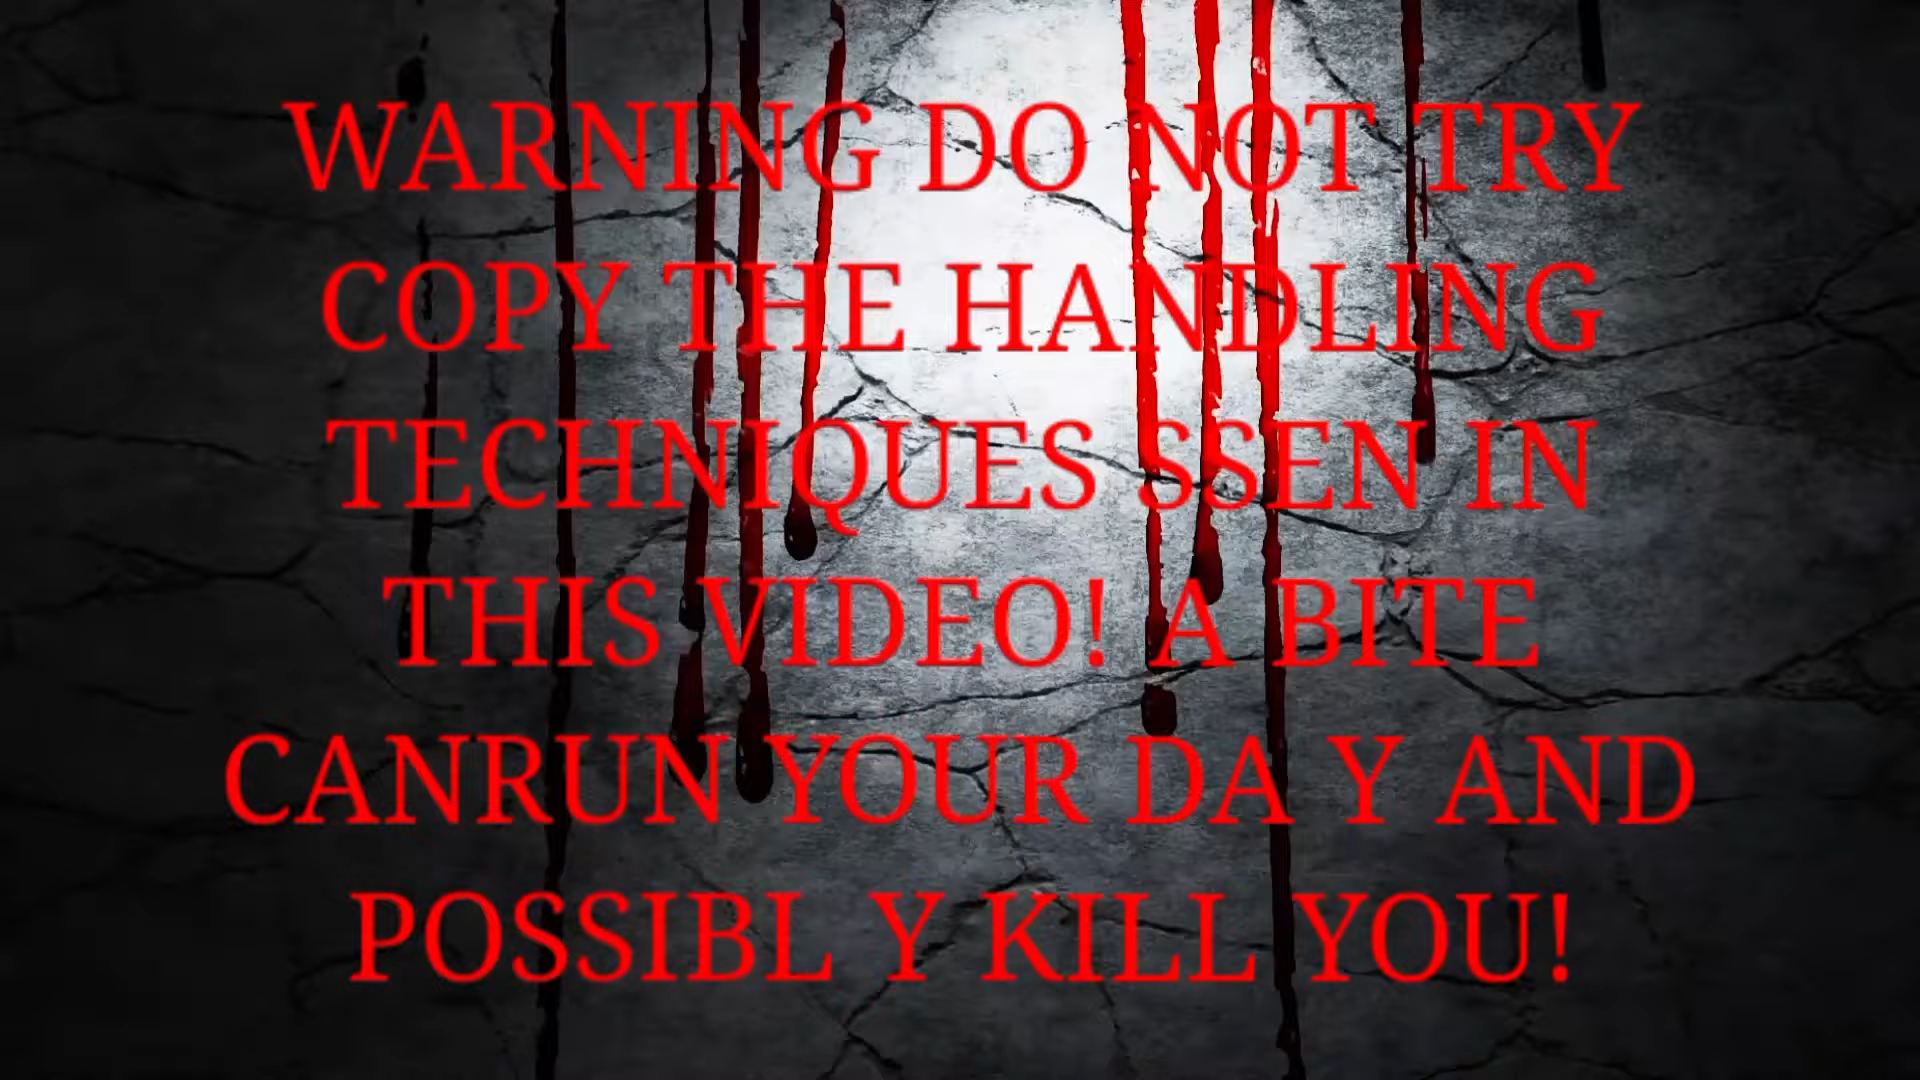 WARNING DO NOT TRY
COPY THE HANDLING
TECHNIQUES SSEN IN
THIS VIDEO! A BITE
CANRUN YOUR DA Y AND
POSSIBL Y KILL YOU!